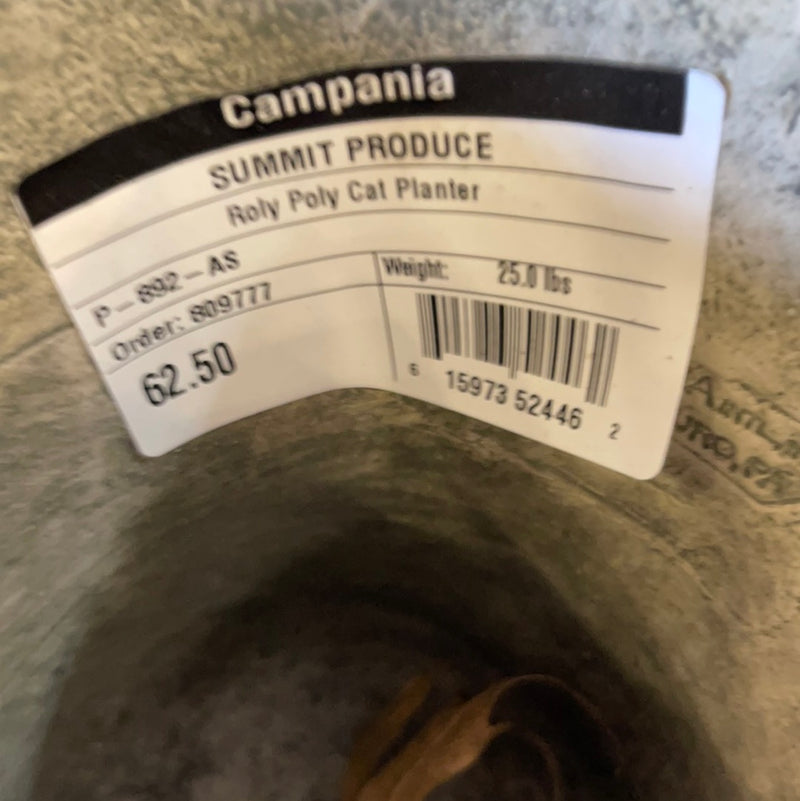 Campania
SUMMIT PRODUCE
Roly Poly Cat Planter
P-892-AS
Weight: 25.0 lbs
Order: 809777
62.50
6 15973 52446 2